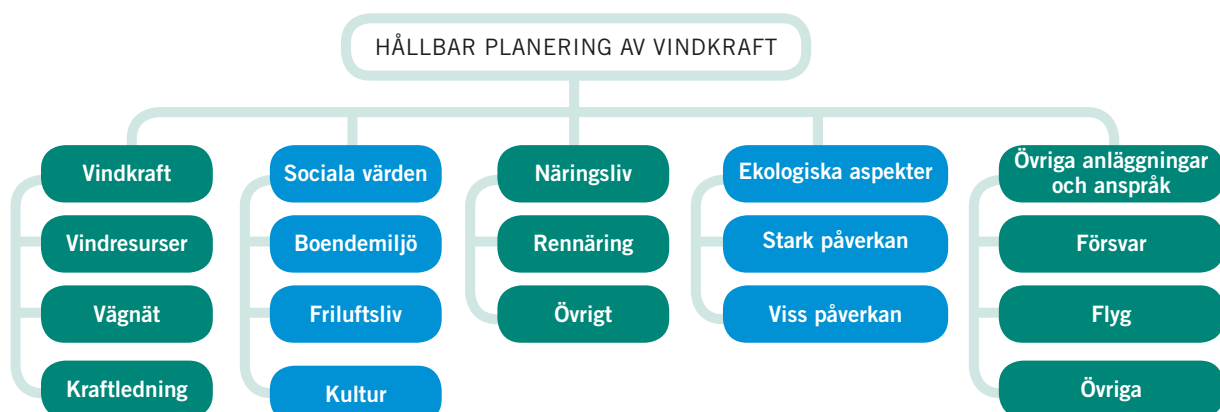 HÅLLBAR PLANERING AV VINDKRAFT
Vindkraft
Vindresurser
Vägnät
Kraftledning
Sociala värden
Boendemiljö
Friluftsliv
Kultur
Näringsliv
Rennäring
Övrigt
Ekologiska aspekter
Stark påverkan
Viss påverkan
Övriga anläggningar
och anspråk
Försvar
Flyg
Övriga